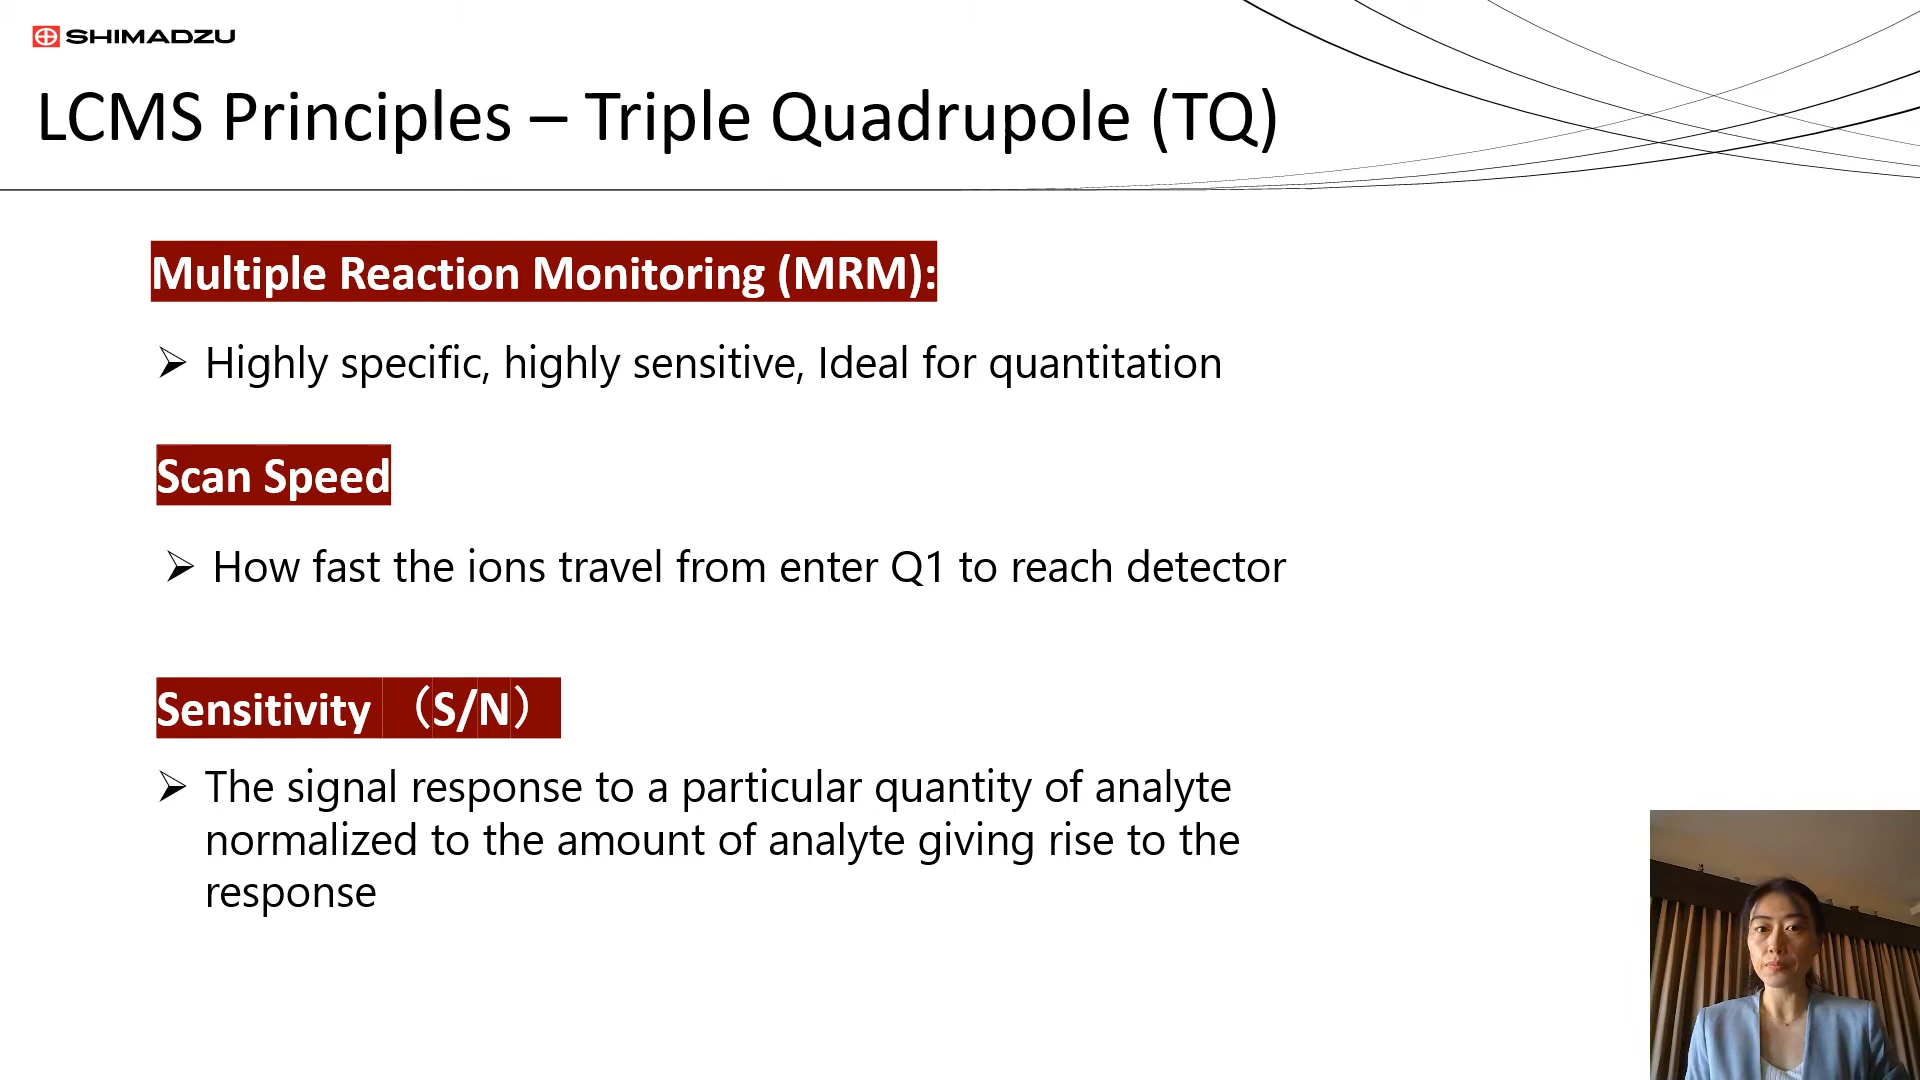 SHIMADZU
LCMS Principles – Triple Quadrupole (TQ)
Multiple Reaction Monitoring (MRM):
➢ Highly specific, highly sensitive, Ideal for quantitation
Scan Speed
➢ How fast the ions travel from enter Q1 to reach detector
Sensitivity （S/N）
➢ The signal response to a particular quantity of analyte
normalized to the amount of analyte giving rise to the
response